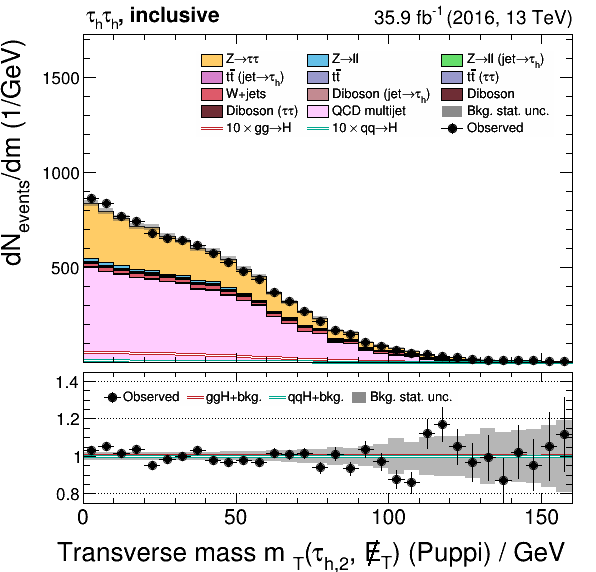 τhτh, inclusive 35.9 fb-1 (2016, 13 TeV)
dNevents/dm (1/GeV)
1500
1000
500
Z→ττ Z→ll Z→ll (jet→τh)
tt̄ (jet→τh) tt̄ tt̄ (ττ)
W+jets Diboson (jet→τh) Diboson
Diboson (ττ) QCD multijet Bkg. stat. unc.
10 × gg→H 10 × qq→H Observed
1.4
1.2
1.0
0.8
Observed ggH+bkg. qqH+bkg. Bkg. stat. unc.
0 50 100 150
Transverse mass m T(τh,2, E̸T) (Puppi) / GeV